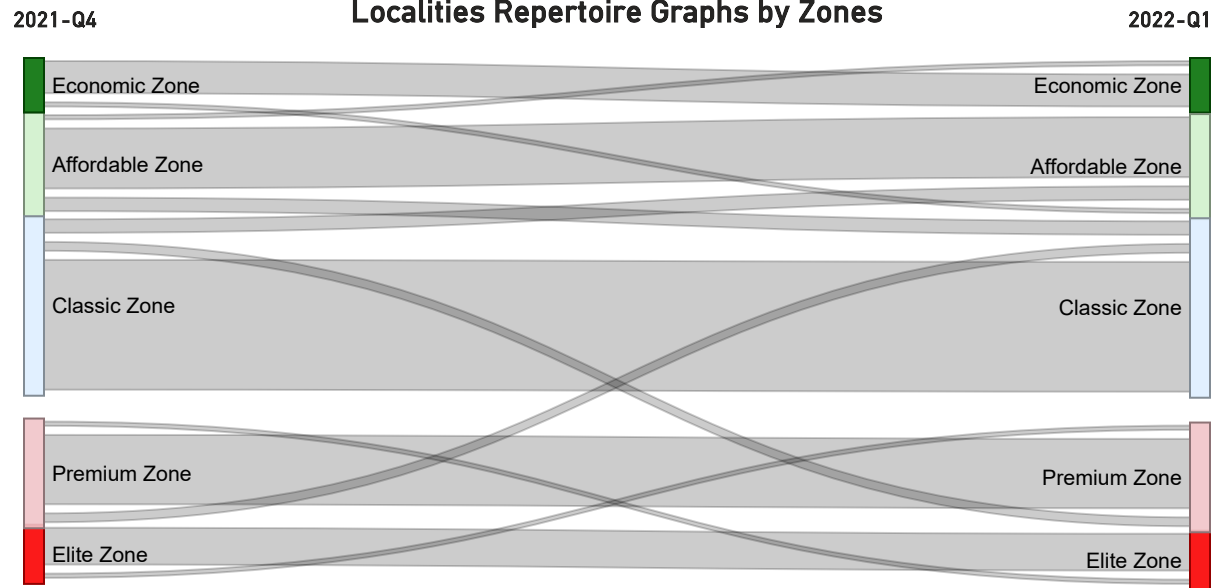 Localities Repertoire Graphs by Zones
2021-Q4
2022-Q1
Economic Zone
Economic Zone
Affordable Zone
Affordable Zone
Classic Zone
Classic Zone
Premium Zone
Premium Zone
Elite Zone
Elite Zone